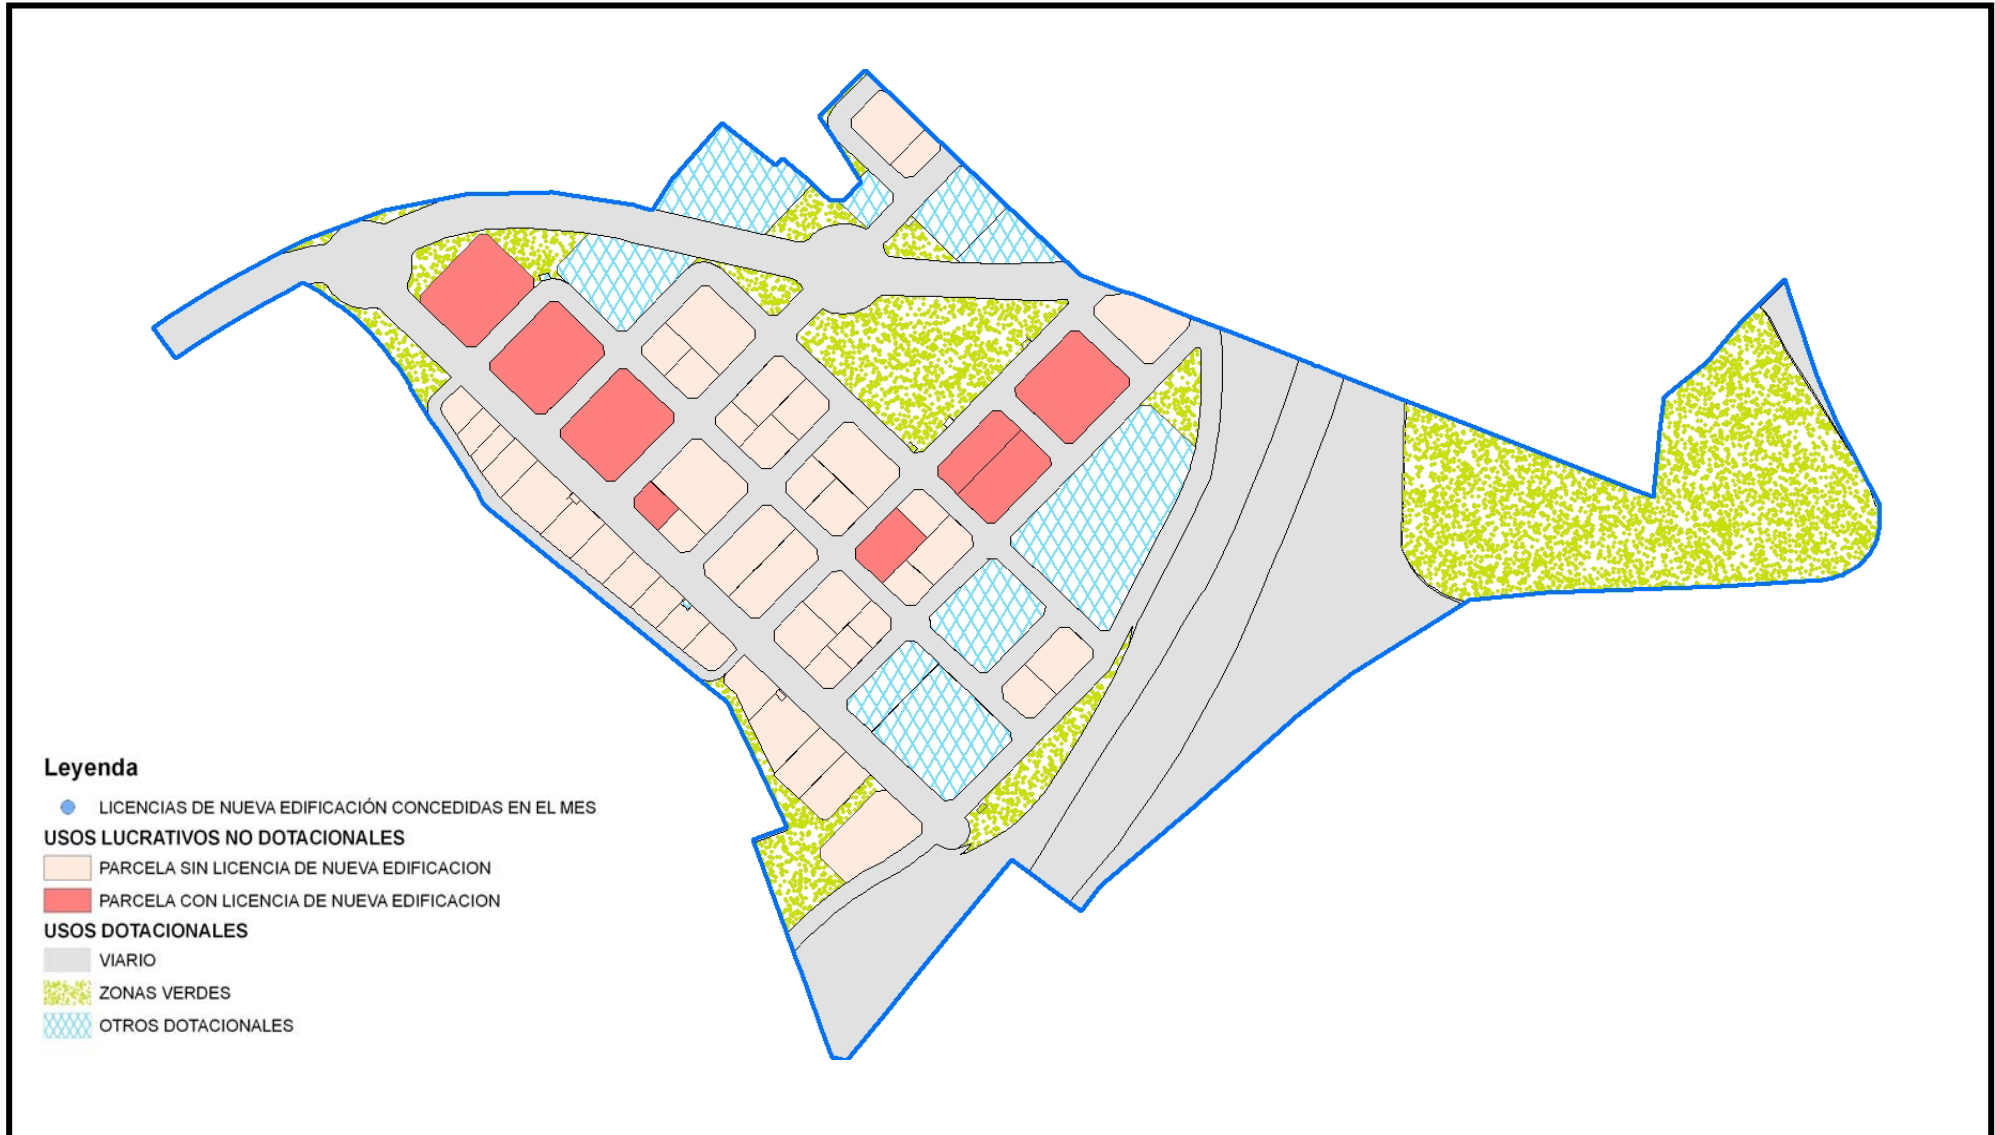 Leyenda
LICENCIAS DE NUEVA EDIFICACIÓN CONCEDIDAS EN EL MES
USOS LUCRATIVOS NO DOTACIONALES
PARCELA SIN LICENCIA DE NUEVA EDIFICACION
PARCELA CON LICENCIA DE NUEVA EDIFICACION
USOS DOTACIONALES
VIARIO
ZONAS VERDES
OTROS DOTACIONALES